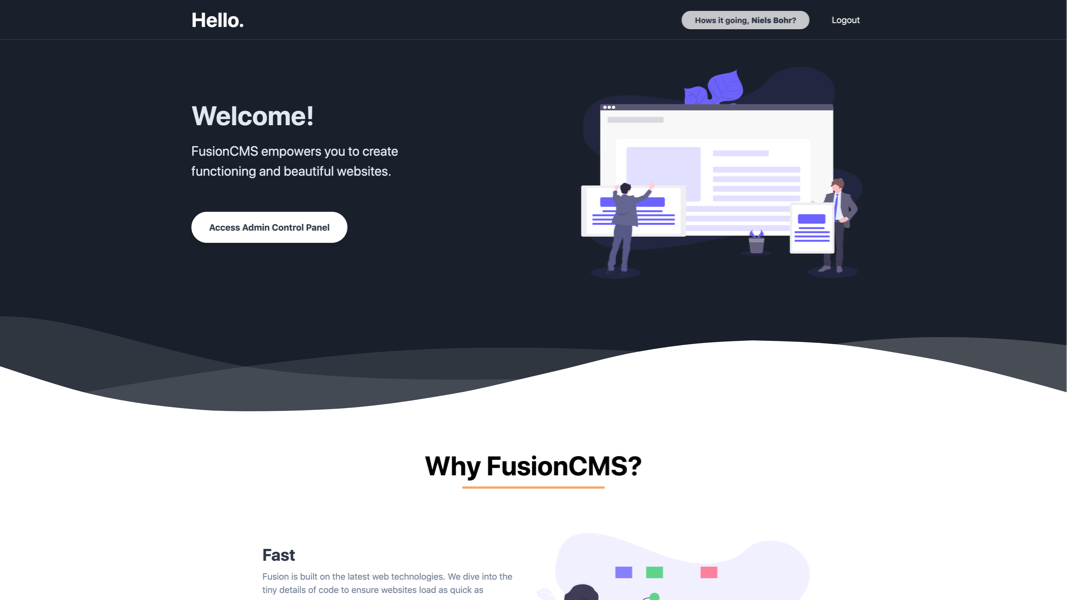 Hello.
Hows it going, Niels Bohr?
Logout
Welcome!
FusionCMS empowers you to create
functioning and beautiful websites.
Access Admin Control Panel
Why FusionCMS?
Fast
Fusion is built on the latest web technologies. We dive into the
tiny details of code to ensure websites load as quick as